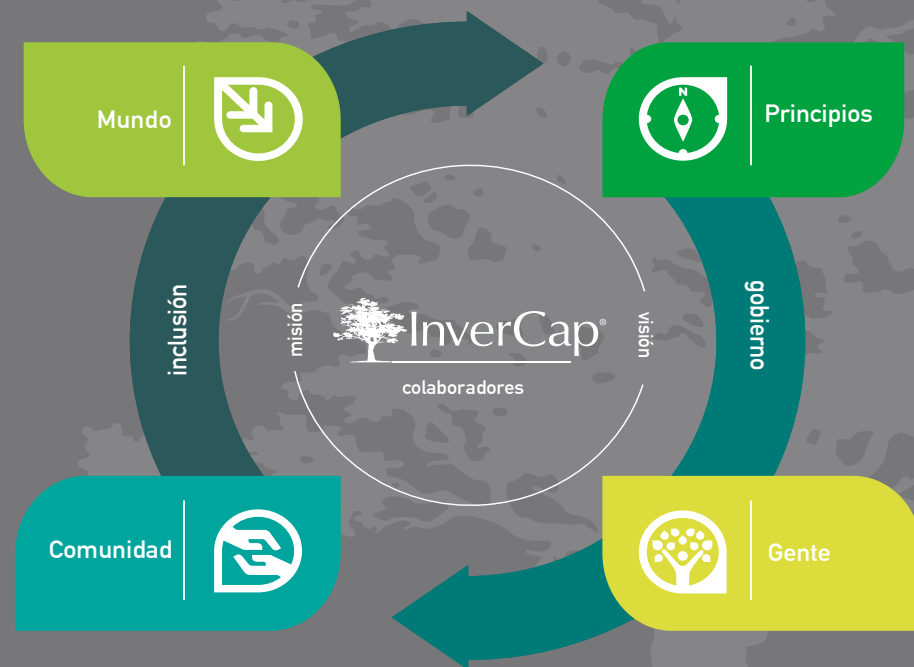 Mundo
N
Principios
inclusión
misión
InverCap®
colaboradores
visión
gobierno
Comunidad
Gente